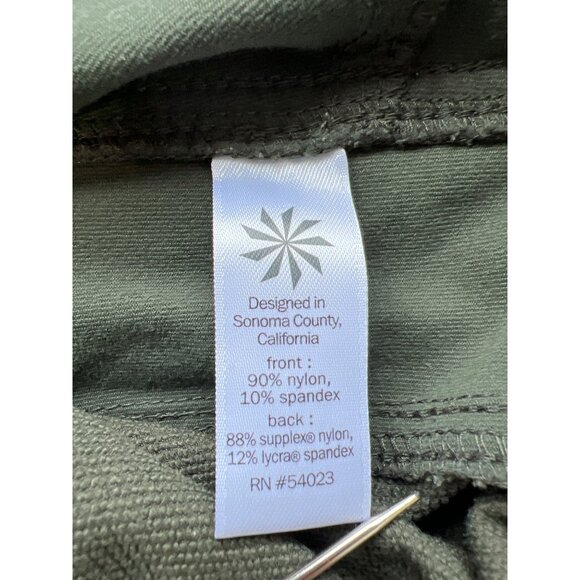 Designed in
Sonoma County,
California
front :
90% nylon,
10% spandex
back :
88% supplex® nylon,
12% lycra® spandex
RN #54023